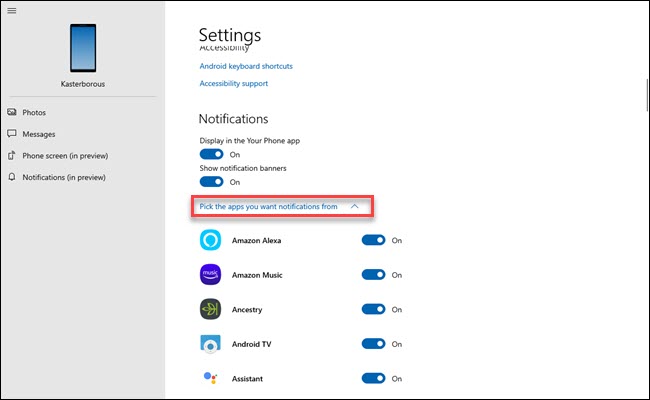 Kasterborous
Photos
Messages
Phone screen (in preview)
Notifications (in preview)
Settings
Accessibility
Android keyboard shortcuts
Accessibility support
Notifications
Display in the Your Phone app
On
Show notification banners
On
Pick the apps you want notifications from
Amazon Alexa On
music
Amazon Music On
Ancestry On
Android TV On
Assistant On